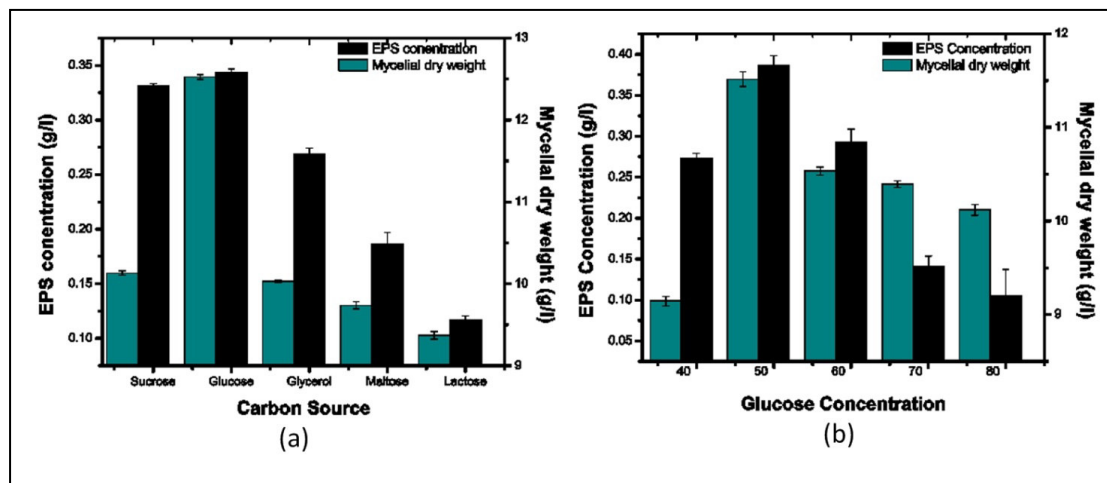 EPS conentration
Mycelial dry weight
EPS conentration (g/l)
0.35
0.30
0.25
0.20
0.15
0.10
13
12
11
10
9
Mycellal dry weight (g/l)
Sucrose Glucose Glycerol Maltose Lactose
Carbon Source
(a)
EPS Concentration
Mycelial dry weight
EPS Concentration (g/l)
0.40
0.35
0.30
0.25
0.20
0.15
0.10
0.05
12
11
10
9
Mycellal dry weight (g/l)
40 50 60 70 80
Glucose Concentration
(b)